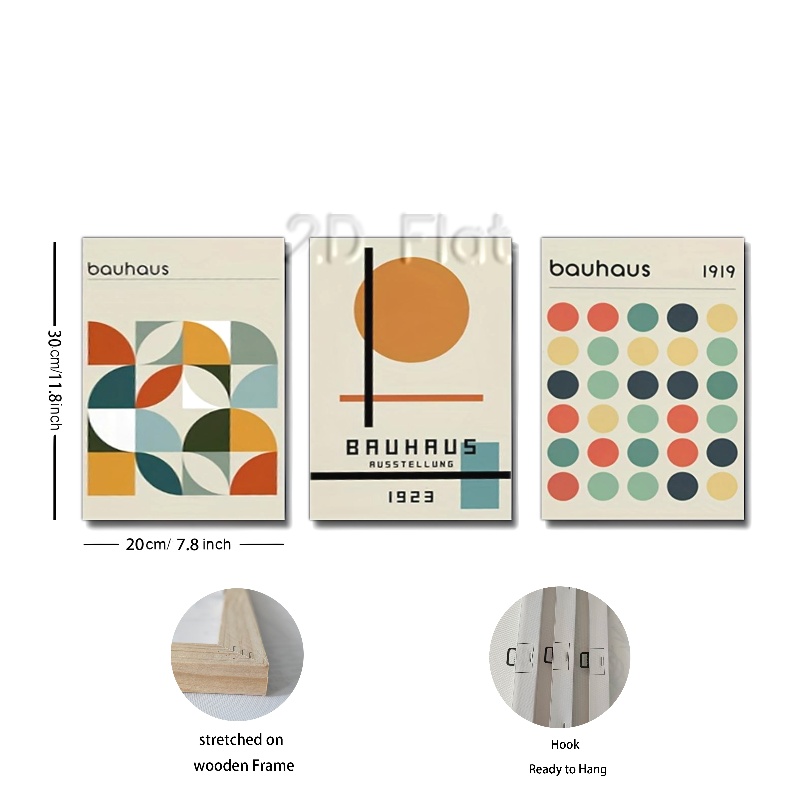 2D Flat
bauhaus
BAUHAUS
AUSSTELLUNG
1923
bauhaus 1919
30cm/11.8inch
20cm/ 7.8 inch
stretched on
wooden Frame
Hook
Ready to Hang